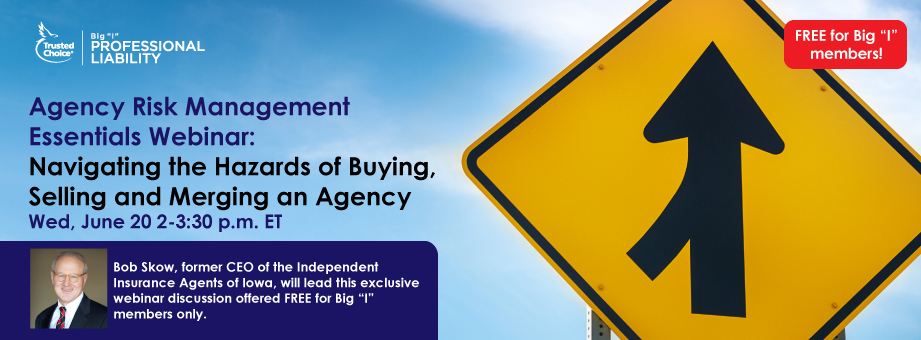 Trusted
Choice®
Big "I"
PROFESSIONAL
LIABILITY
FREE for Big “I”
members!
Agency Risk Management
Essentials Webinar:
Navigating the Hazards of Buying,
Selling and Merging an Agency
Wed, June 20 2-3:30 p.m. ET
Bob Skow, former CEO of the Independent
Insurance Agents of Iowa, will lead this exclusive
webinar discussion offered FREE for Big “I”
members only.